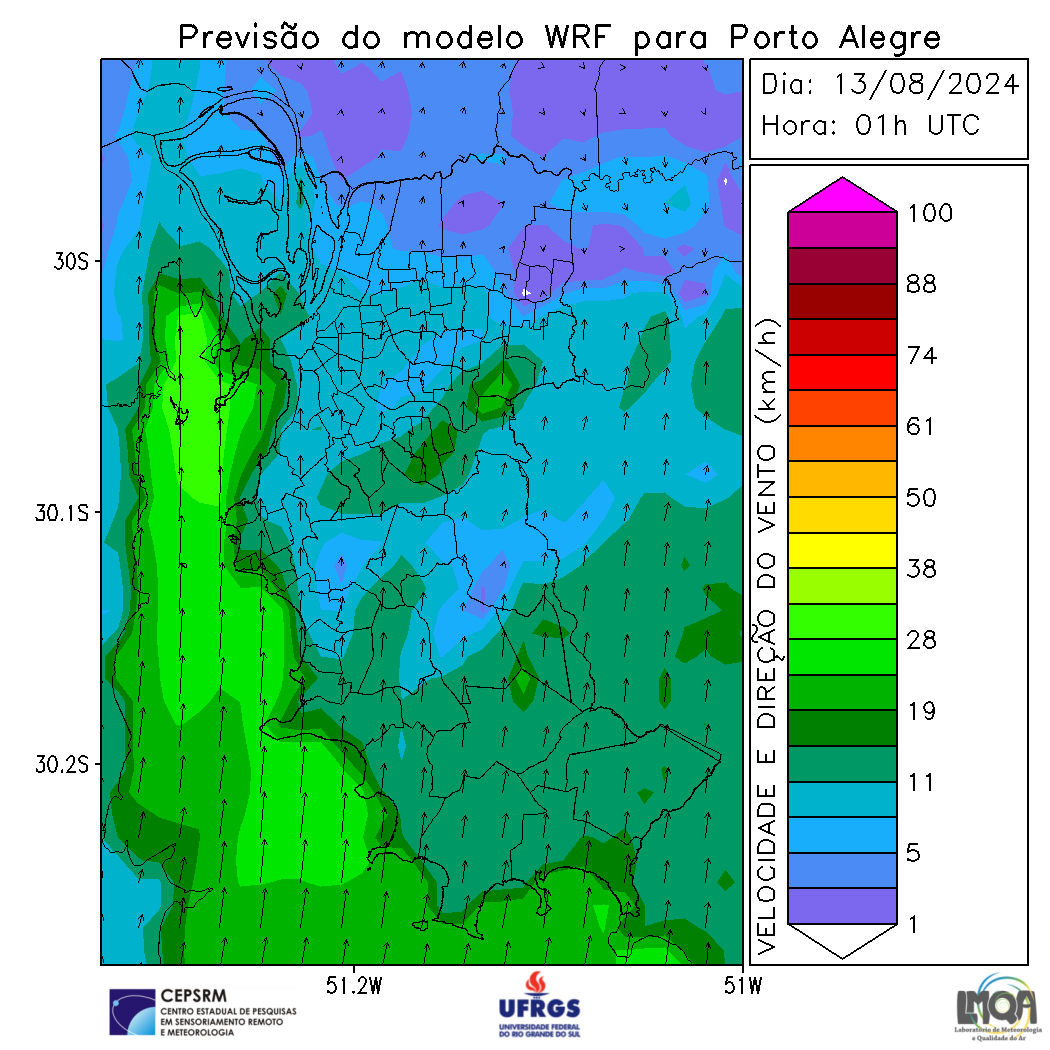 Previsão do modelo WRF para Porto Alegre
Dia: 13/08/2024
Hora: 01h UTC
30S
30.1S
30.2S
51.2W
51W
VELOCIDADE E DIREÇÃO DO VENTO (km/h)
100
88
74
61
50
38
28
19
11
5
1
CEPSRM
CENTRO ESTADUAL DE PESQUISAS
EM SENSORIAMENTO REMOTO
E METEOROLOGIA
UFRGS
UNIVERSIDADE FEDERAL
DO RIO GRANDE DO SUL
LMQA
Laboratório de Meteorologia
e Qualidade do Ar